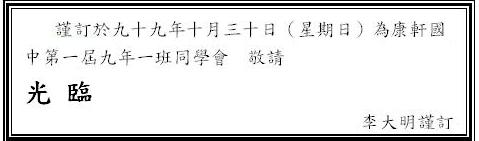 謹訂於九十九年十月三十日（星期日）為康軒國
中第一屆九年一班同學會　敬請
光 臨
李大明謹訂